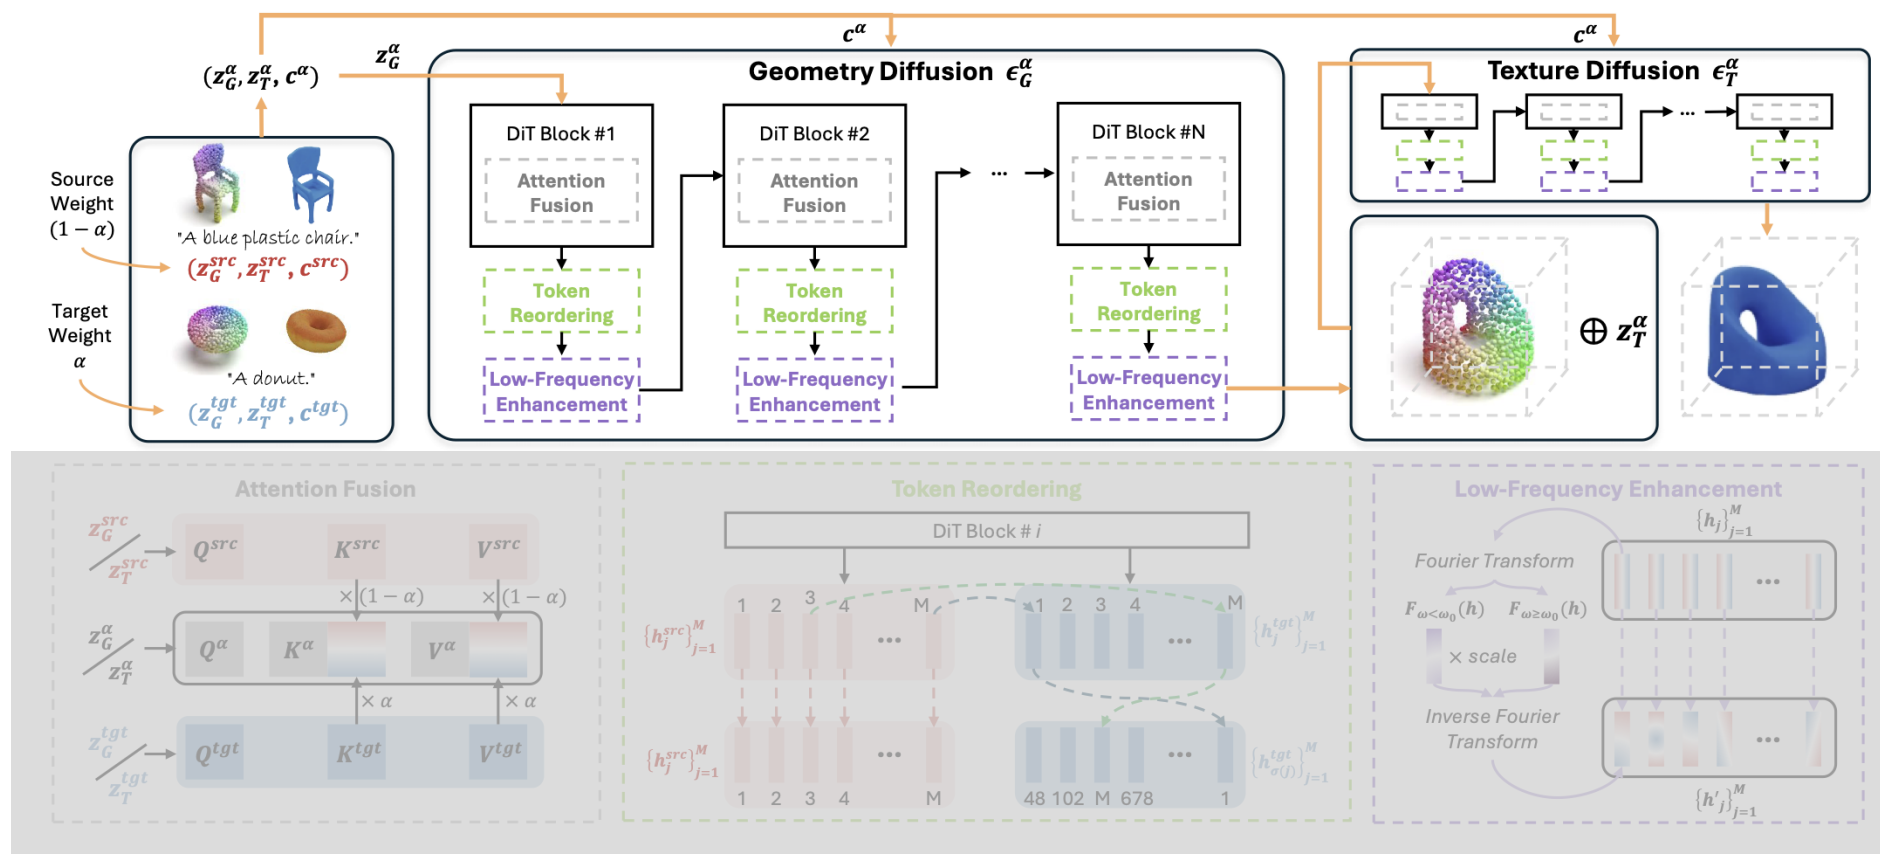 c^α
c^α
z_G^α
(z_G^α, z_T^α, c^α)
Geometry Diffusion ϵ_G^α
Texture Diffusion ϵ_T^α
DiT Block #1
DiT Block #2
DiT Block #N
Attention
Fusion
Attention
Fusion
...
Attention
Fusion
...
Source
Weight
(1 − α)
"A blue plastic chair."
(z_G^src, z_T^src, c^src)
Target
Weight
α
"A donut."
(z_G^tgt, z_T^tgt, c^tgt)
Token
Reordering
Token
Reordering
Token
Reordering
Low-Frequency
Enhancement
Low-Frequency
Enhancement
Low-Frequency
Enhancement
⊕ z_T^α
Attention Fusion
z_G^src
z_T^src
Q^src K^src V^src
× (1 − α) × (1 − α)
z_G^α
z_T^α
Q^α K^α V^α
× α × α
z_G^tgt
z_T^tgt
Q^tgt K^tgt V^tgt
Token Reordering
DiT Block # i
1 2 3 4 M
1 2 3 4 M
{h_j^src}_{j=1}^M
...
...
{h_j^tgt}_{j=1}^M
{h_j^src}_{j=1}^M
...
...
{h_{σ(j)}^tgt}_{j=1}^M
1 2 3 4 M
48 102 M 678 1
Low-Frequency Enhancement
{h_j}_{j=1}^M
Fourier Transform
...
F_{ω<ω_0}(h) F_{ω≥ω_0}(h)
× scale
Inverse Fourier
Transform
...
{h'_j}_{j=1}^M